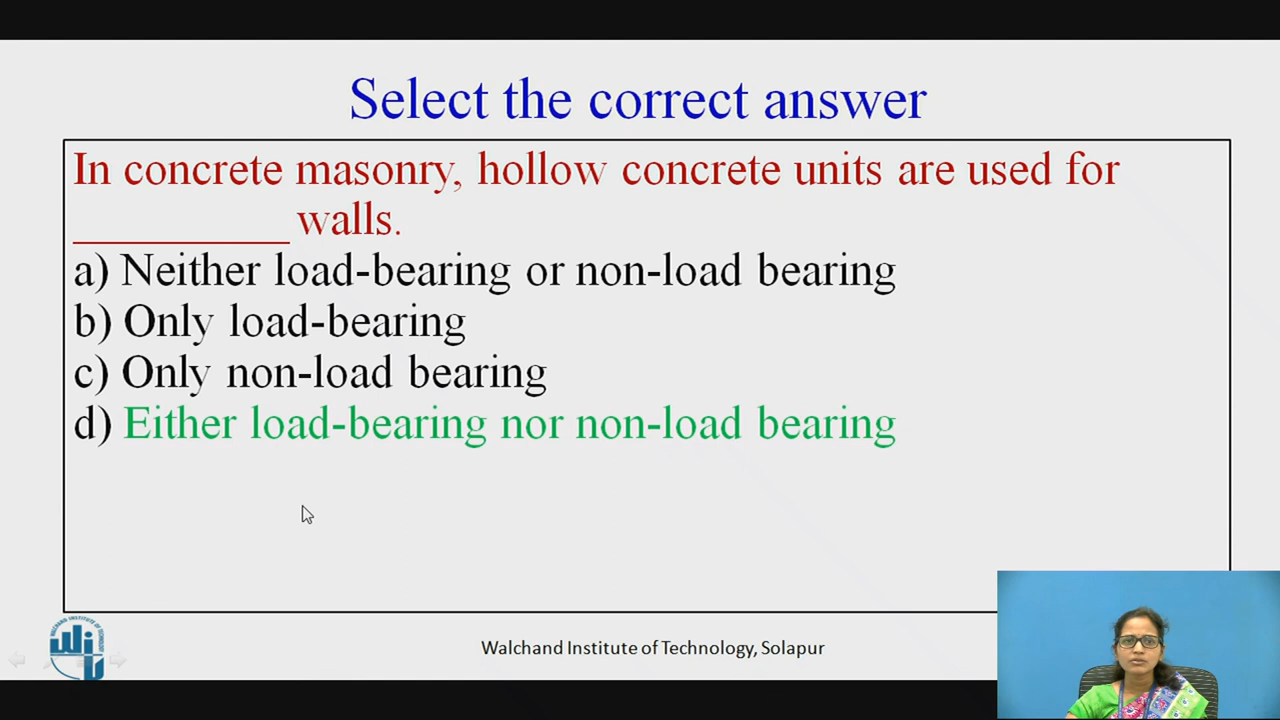 Select the correct answer
In concrete masonry, hollow concrete units are used for
__________ walls.
a) Neither load-bearing or non-load bearing
b) Only load-bearing
c) Only non-load bearing
d) Either load-bearing nor non-load bearing
Walchand Institute of Technology, Solapur